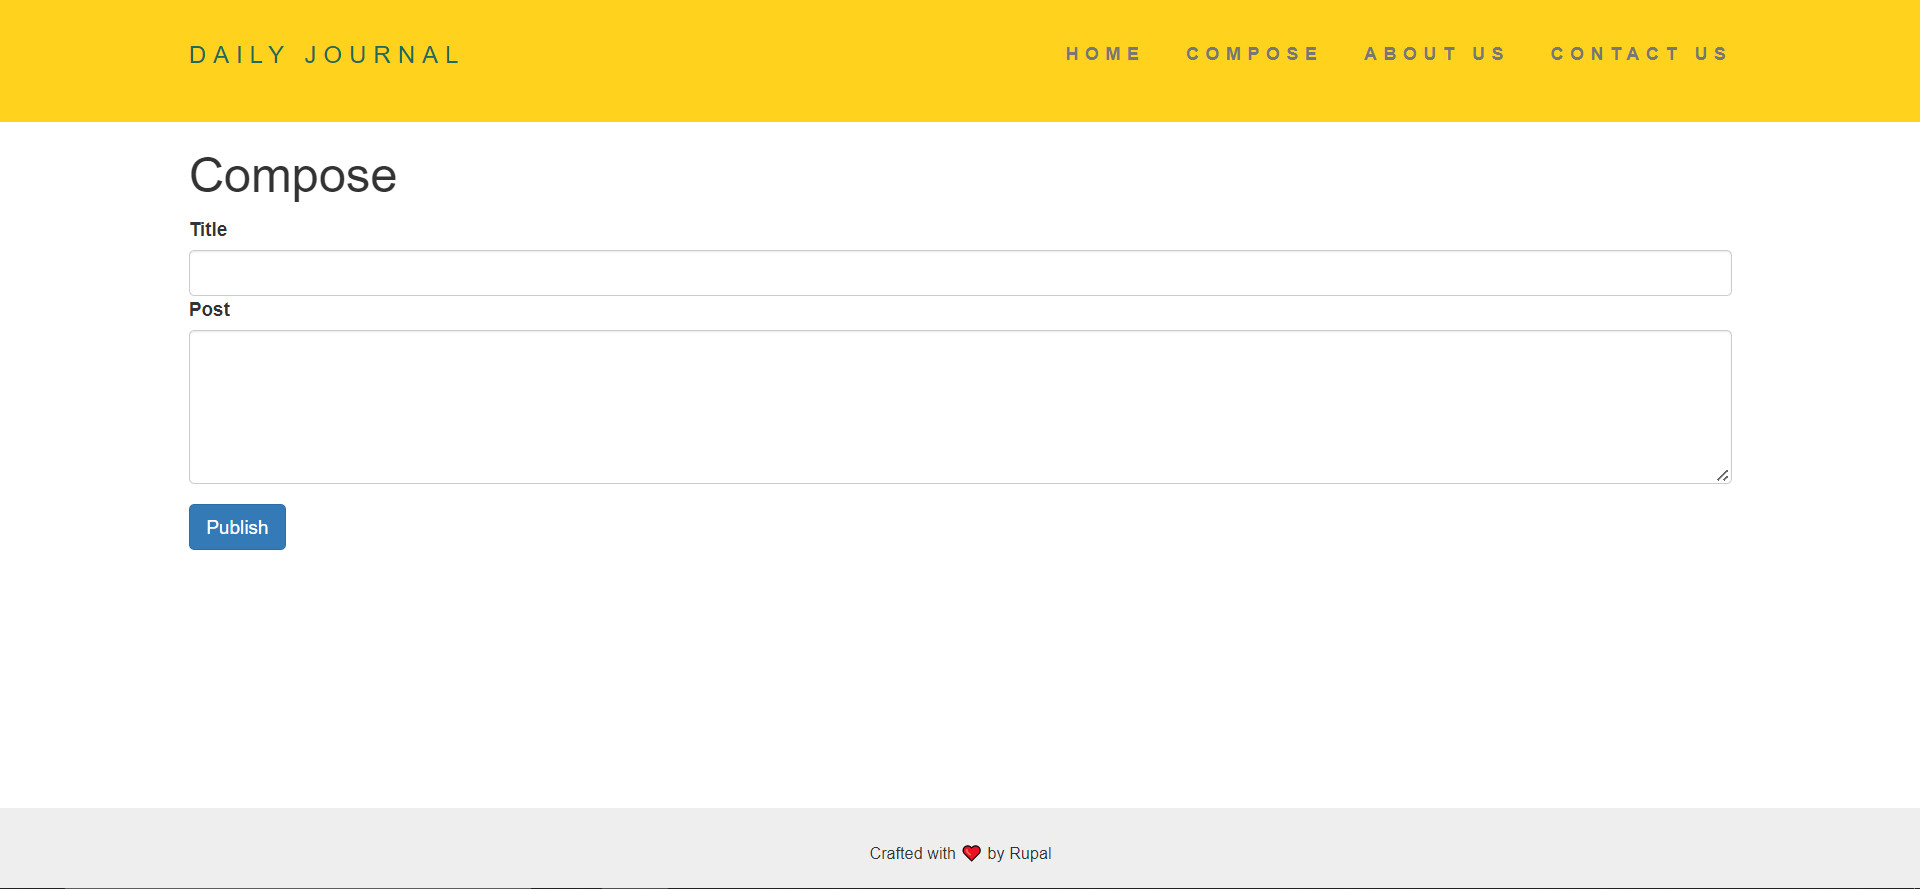 DAILY JOURNAL
HOME COMPOSE ABOUT US CONTACT US
Compose
Title
Post
Publish
Crafted with ❤️ by Rupal